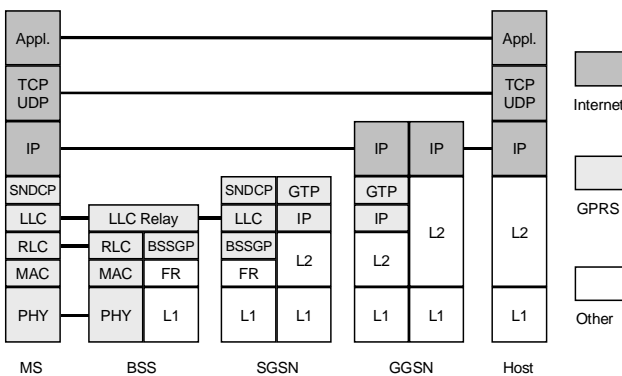 Appl.
Appl.
TCP
UDP
TCP
UDP
Internet
IP
IP
IP
IP
SNDCP
SNDCP
GTP
GTP
GPRS
LLC
LLC Relay
LLC
IP
IP
L2
L2
RLC
RLC
BSSGP
BSSGP
L2
L2
MAC
MAC
FR
FR
PHY
PHY
L1
L1
L1
L1
L1
L1
Other
MS
BSS
SGSN
GGSN
Host